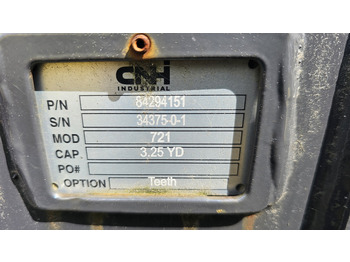 CNH
INDUSTRIAL
P/N 84294151
S/N 34375-0-1
MOD 721
CAP. 3.25 YD
PO#
OPTION Teeth